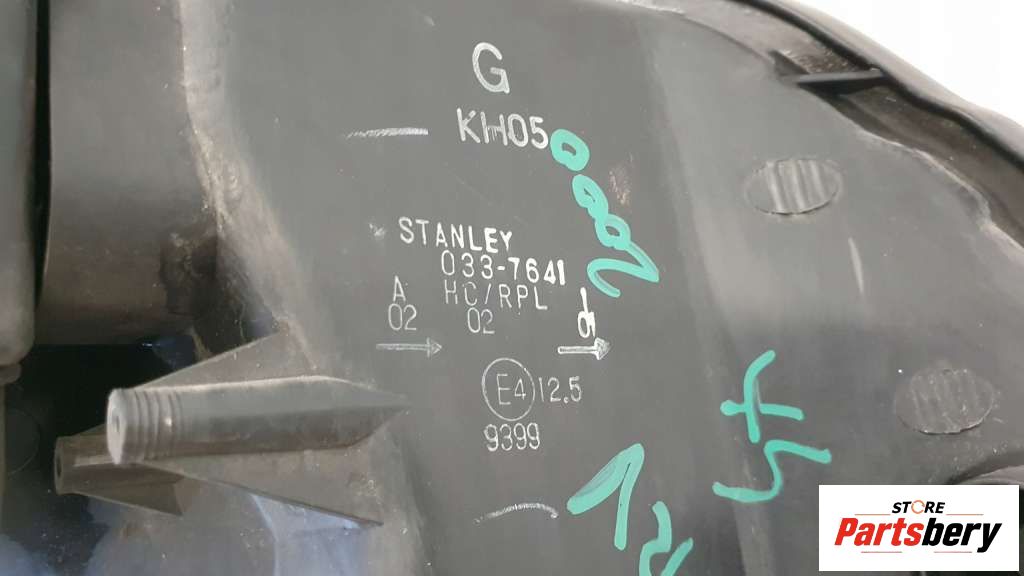 G
KH05
STANLEY
033-7641
A HC/RPL
02 02
E4 12.5
9399
STORE
Partsbery